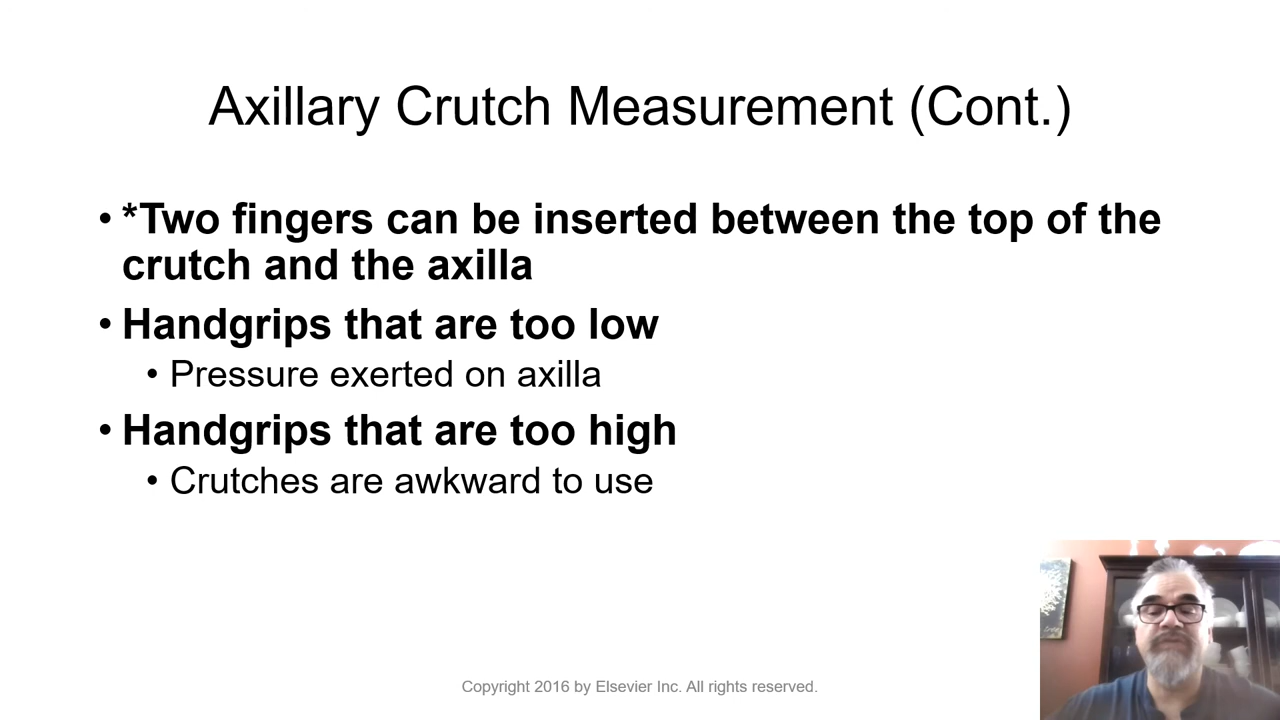 Axillary Crutch Measurement (Cont.)
• *Two fingers can be inserted between the top of the
crutch and the axilla
• Handgrips that are too low
• Pressure exerted on axilla
• Handgrips that are too high
• Crutches are awkward to use
Copyright 2016 by Elsevier Inc. All rights reserved.